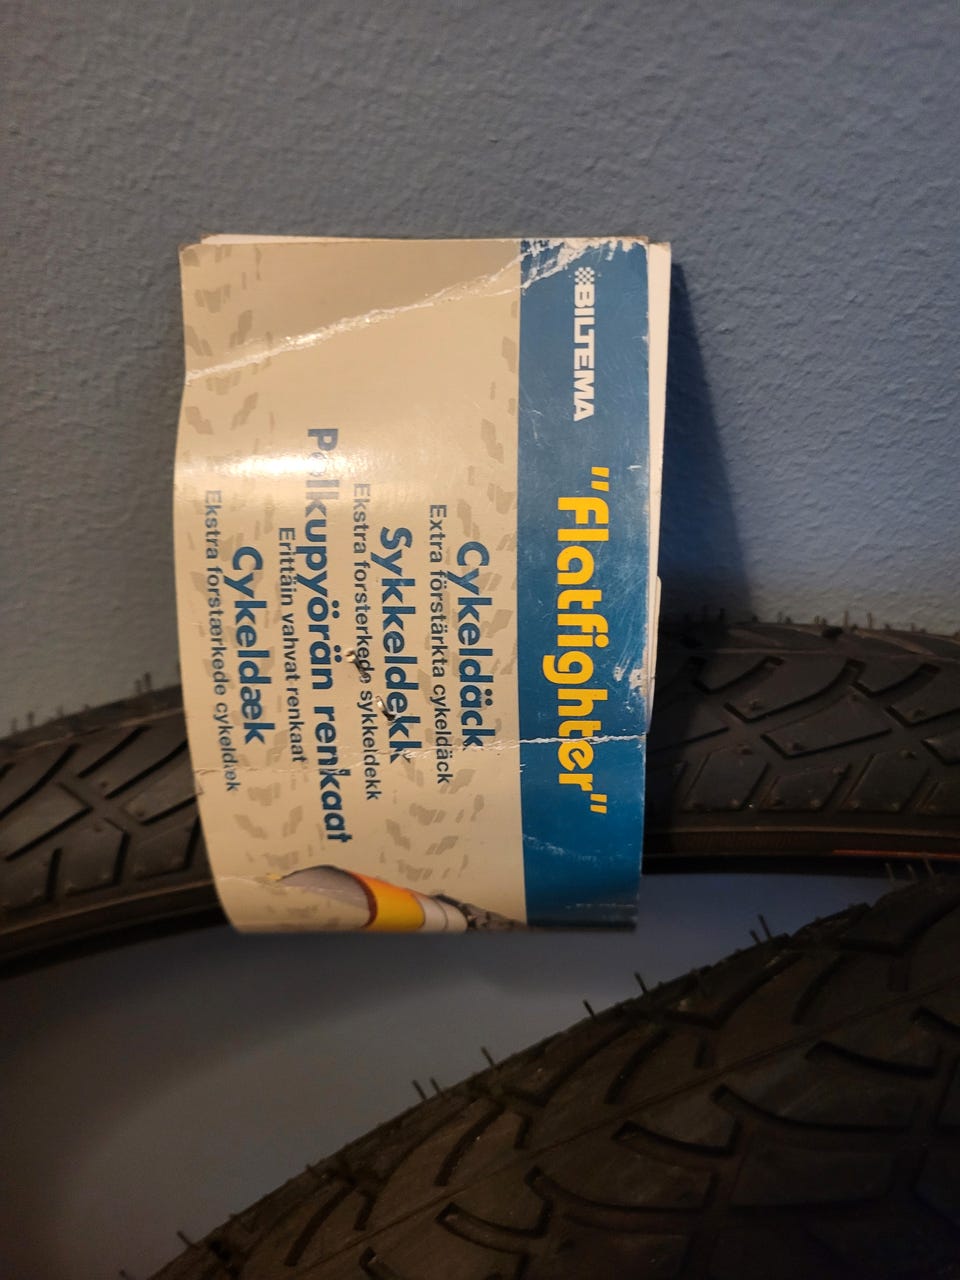 BILTEMA
"Flatfighter"
Cykeldäck
Extra förstärkta cykeldäck
Sykkeldekk
Ekstra forsterkede sykkeldekk
Polkupyörän renkaat
Erittäin vahvat renkaat
Cykeldæk
Ekstra forstærkede cykeldæk